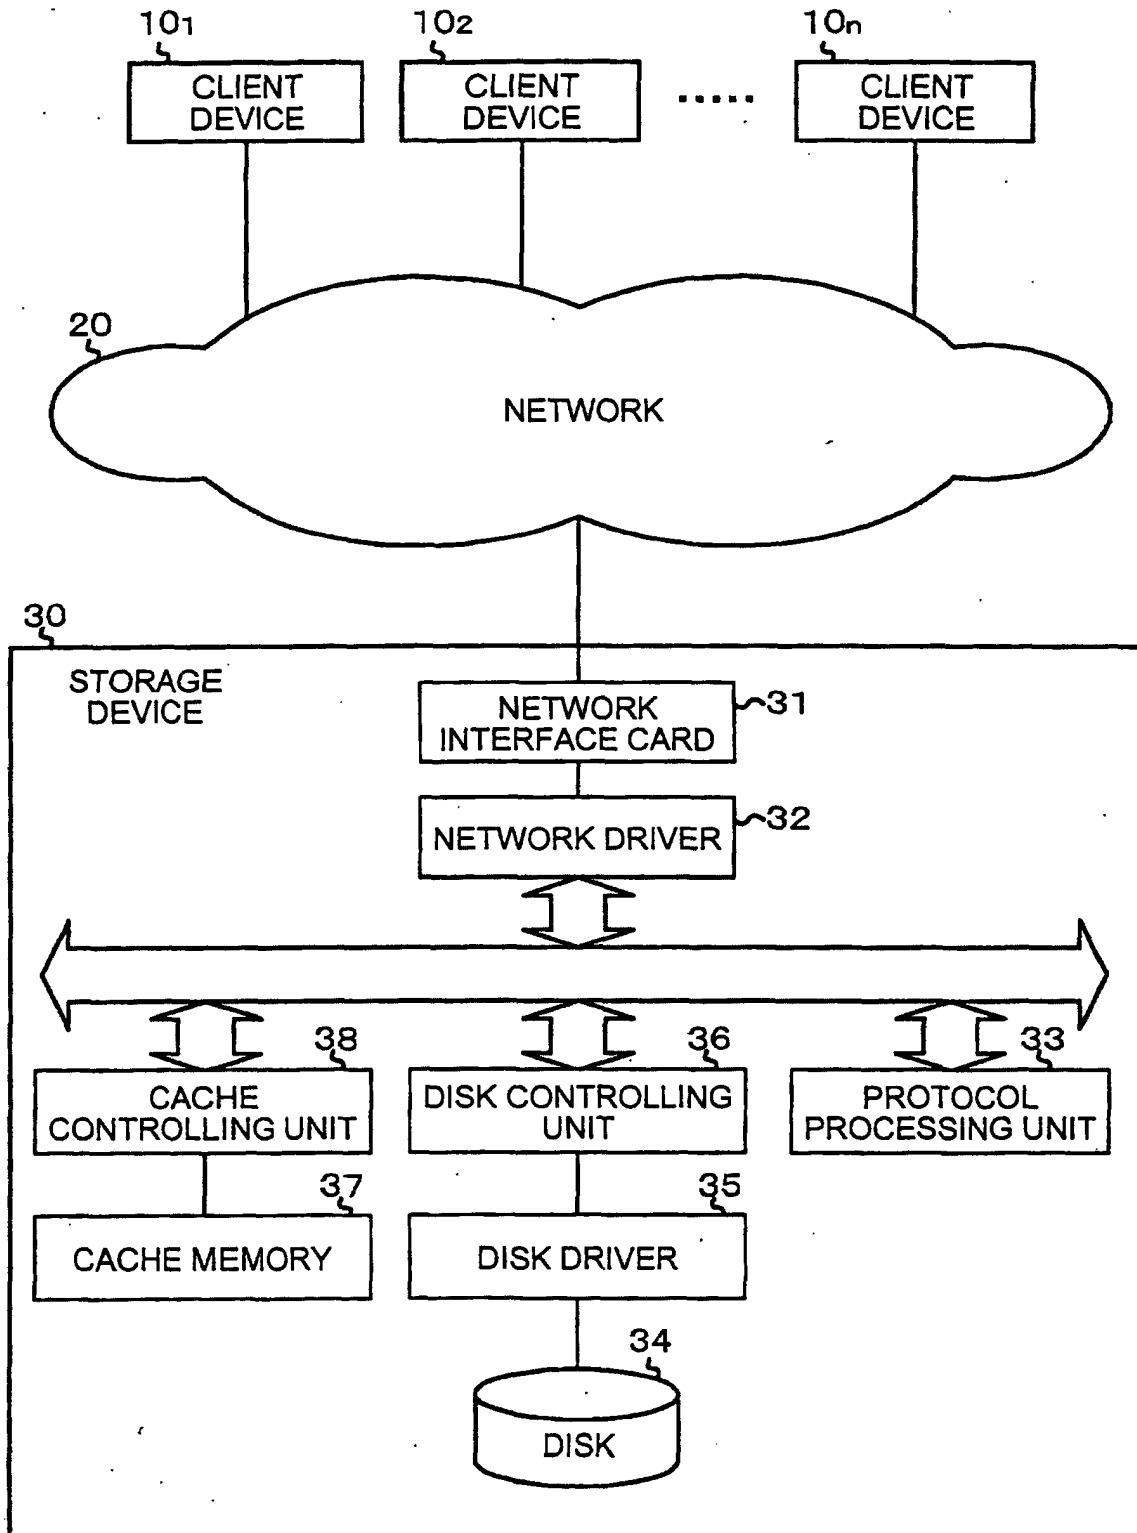 10₁
10₂
10ₙ
CLIENT
DEVICE
CLIENT
DEVICE
.....
CLIENT
DEVICE
20
NETWORK
30
STORAGE
DEVICE
NETWORK
INTERFACE CARD
31
NETWORK DRIVER
32
38
36
33
CACHE
CONTROLLING UNIT
DISK CONTROLLING
UNIT
PROTOCOL
PROCESSING UNIT
37
35
CACHE MEMORY
DISK DRIVER
34
DISK